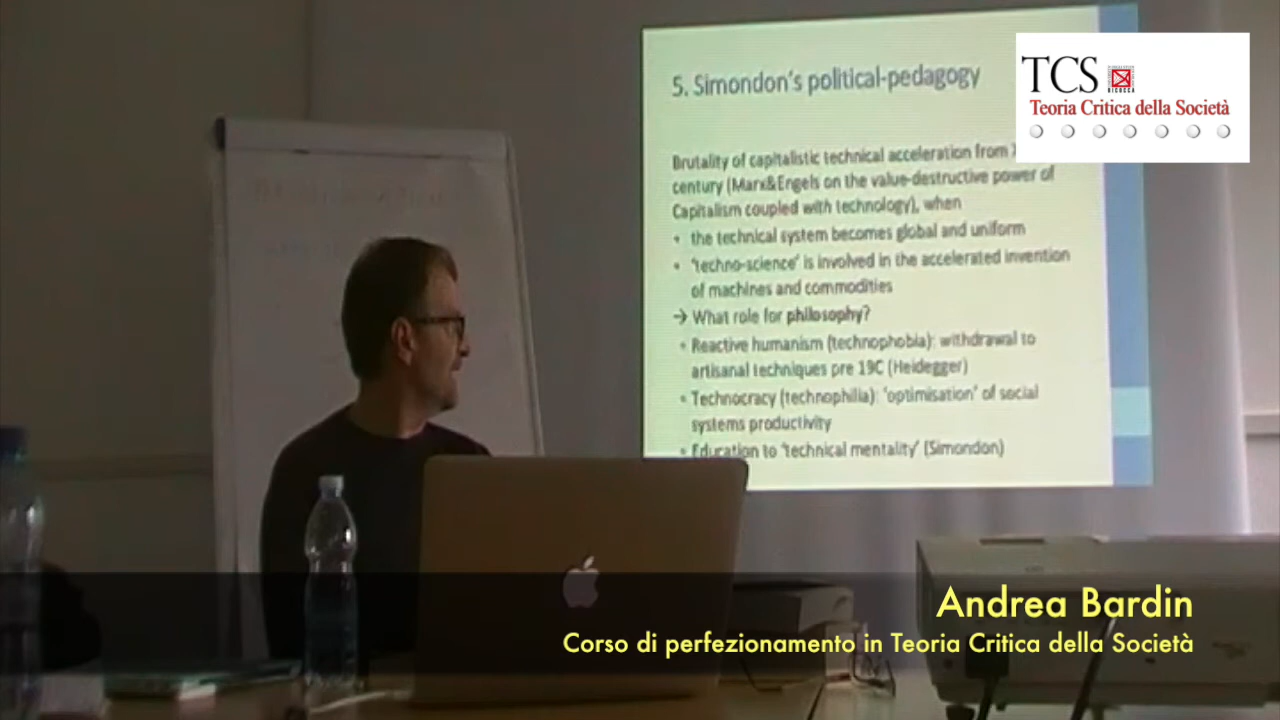 5. Simondon's political-pedagogy
TCS
BICOCCA
Teoria Critica della Società
Brutality of capitalistic technical acceleration from
century (Marx&Engels on the value-destructive power of
Capitalism coupled with technology), when
• the technical system becomes global and uniform
• 'techno-science' is involved in the accelerated invention
of machines and commodities
→ What role for philosophy?
• Reactive humanism (technophobia): withdrawal to
artisanal techniques pre 19C (Heidegger)
• Technocracy (technophilia): 'optimisation' of social
systems productivity
• Education to 'technical mentality' (Simondon)
Andrea Bardin
Corso di perfezionamento in Teoria Critica della Società